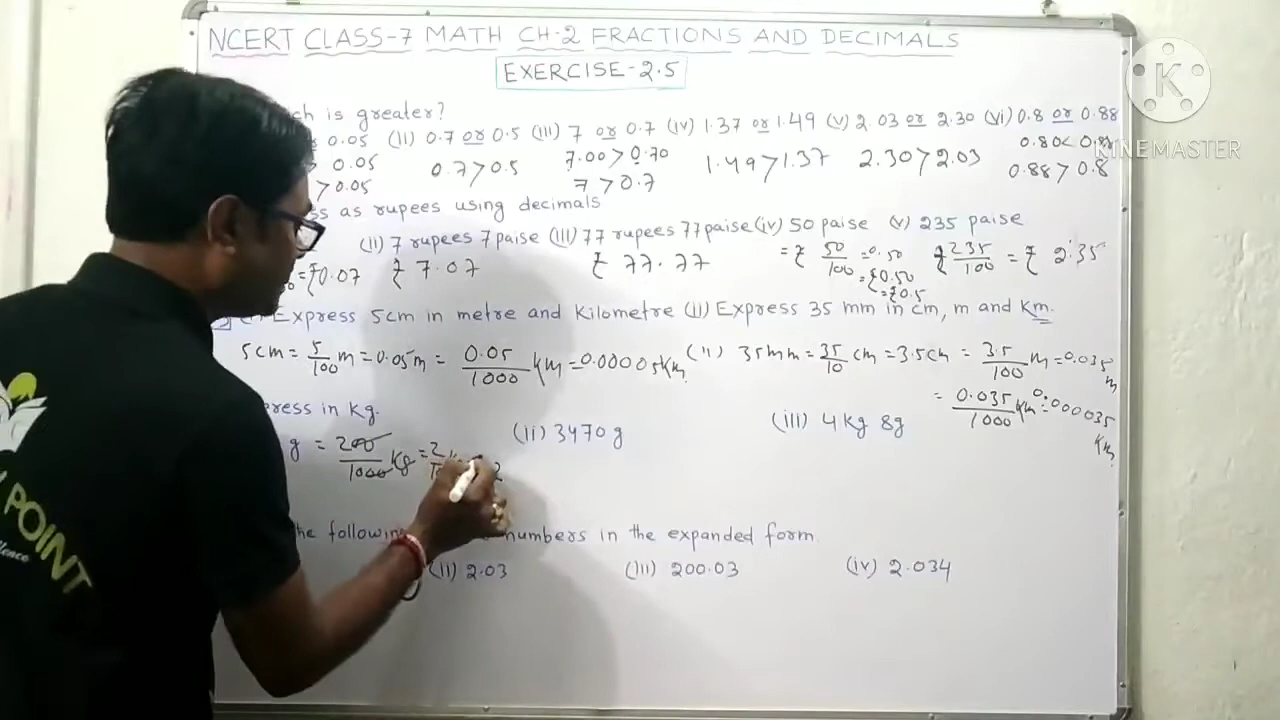 NCERT CLASS-7 MATH CH-2 FRACTIONS AND DECIMALS
EXERCISE-2.5
K
KINEMASTER
is greater?
0.05 (II) 0.7 or 0.5 (III) 7 or 0.7 (IV) 1.37 or 1.49 (V) 2.03 or 2.30 (VI) 0.8 or 0.88
> 0.05 0.7 > 0.5 7.00 > 0.70 1.49 > 1.37 2.30 > 2.03 0.80 <
> 0.05 7 > 0.7 0.88 > 0.8
as rupees using decimals
(II) 7 rupees 7 paise (III) 77 rupees 77 paise (iv) 50 paise (v) 235 paise
= ₹0.07 ₹ 7.07 ₹ 77.77 = ₹ 50/100 = 0.50 ₹ 235/100 = ₹ 2.35
= ₹0.50
= ₹0.5
Express 5cm in metre and Kilometre (II) Express 35 mm in cm, m and Km.
5cm = 5/100 m = 0.05m = 0.05/1000 Km = 0.00005Km (ii) 35mm = 35/10 cm = 3.5cm = 3.5/100 m = 0.035 m
= 0.035/1000 Km = 0.000035 Km
in Kg.
g = 200/1000 Kg = 2 (ii) 3470 g (iii) 4 Kg 8g
the following numbers in the expanded form
(II) 2.03 (III) 200.03 (iv) 2.034
POINT